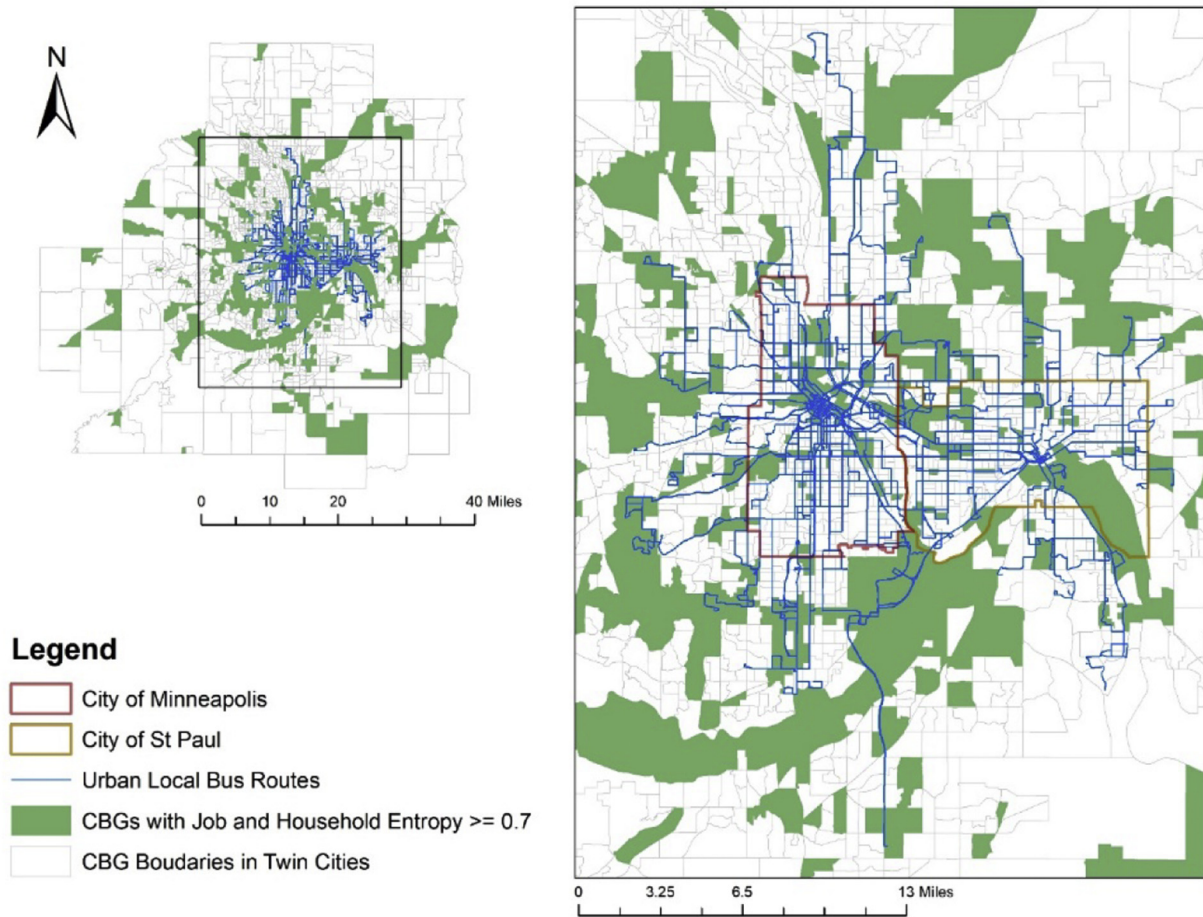 N
0 10 20 40 Miles
Legend
City of Minneapolis
City of St Paul
Urban Local Bus Routes
CBGs with Job and Household Entropy >= 0.7
CBG Boudaries in Twin Cities
0 3.25 6.5 13 Miles